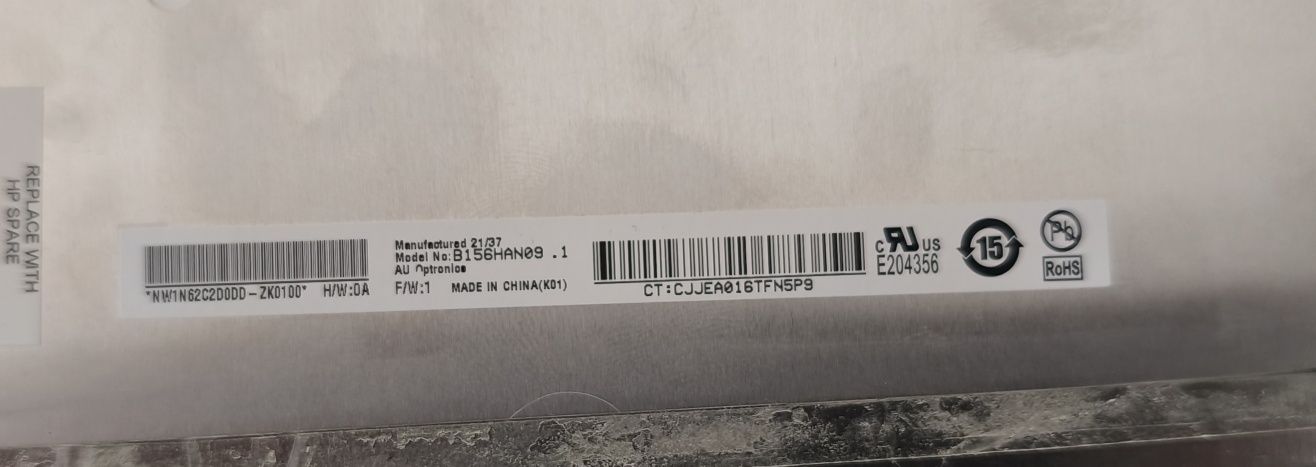 REPLACE WITH
HP SPARE
*NW1N62C2D0DD-ZK0100* H/W:0A
Manufactured 21/37
Model No:B156HAN09 .1
AU Optronics
F/W:1 MADE IN CHINA(K01)
CT:CJJEA016TFN5P9
c RU US
E204356
15
Pb
RoHS